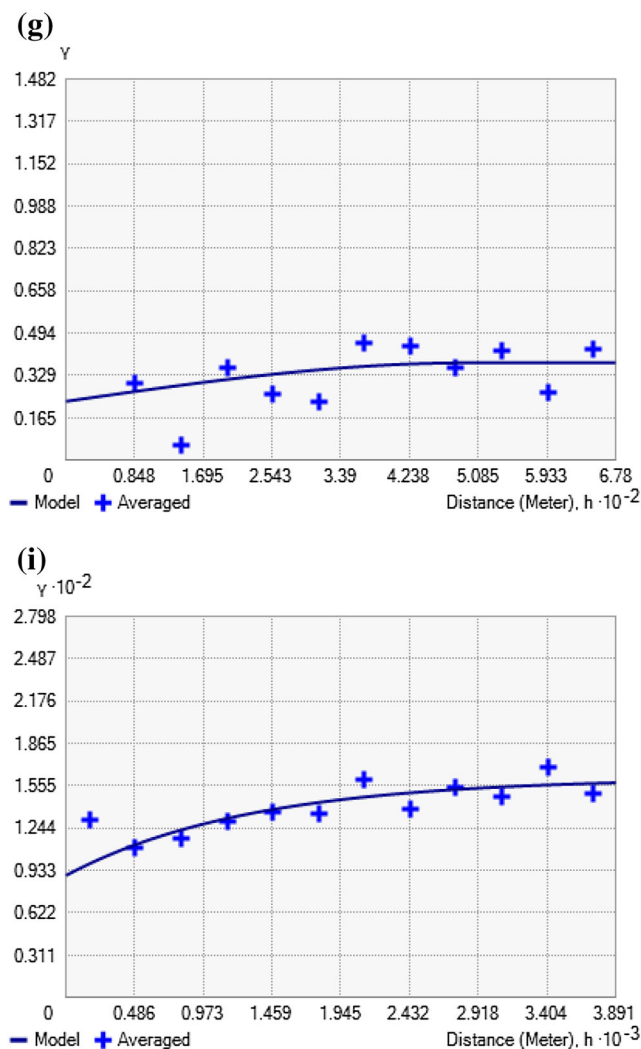 (g)
γ
1.482
1.317
1.152
0.988
0.823
0.658
0.494
0.329
0.165
0 0.848 1.695 2.543 3.39 4.238 5.085 5.933 6.78
Model Averaged Distance (Meter), h ·10⁻²
(i)
γ ·10⁻²
2.798
2.487
2.176
1.865
1.555
1.244
0.933
0.622
0.311
0 0.486 0.973 1.459 1.945 2.432 2.918 3.404 3.891
Model Averaged Distance (Meter), h ·10⁻³